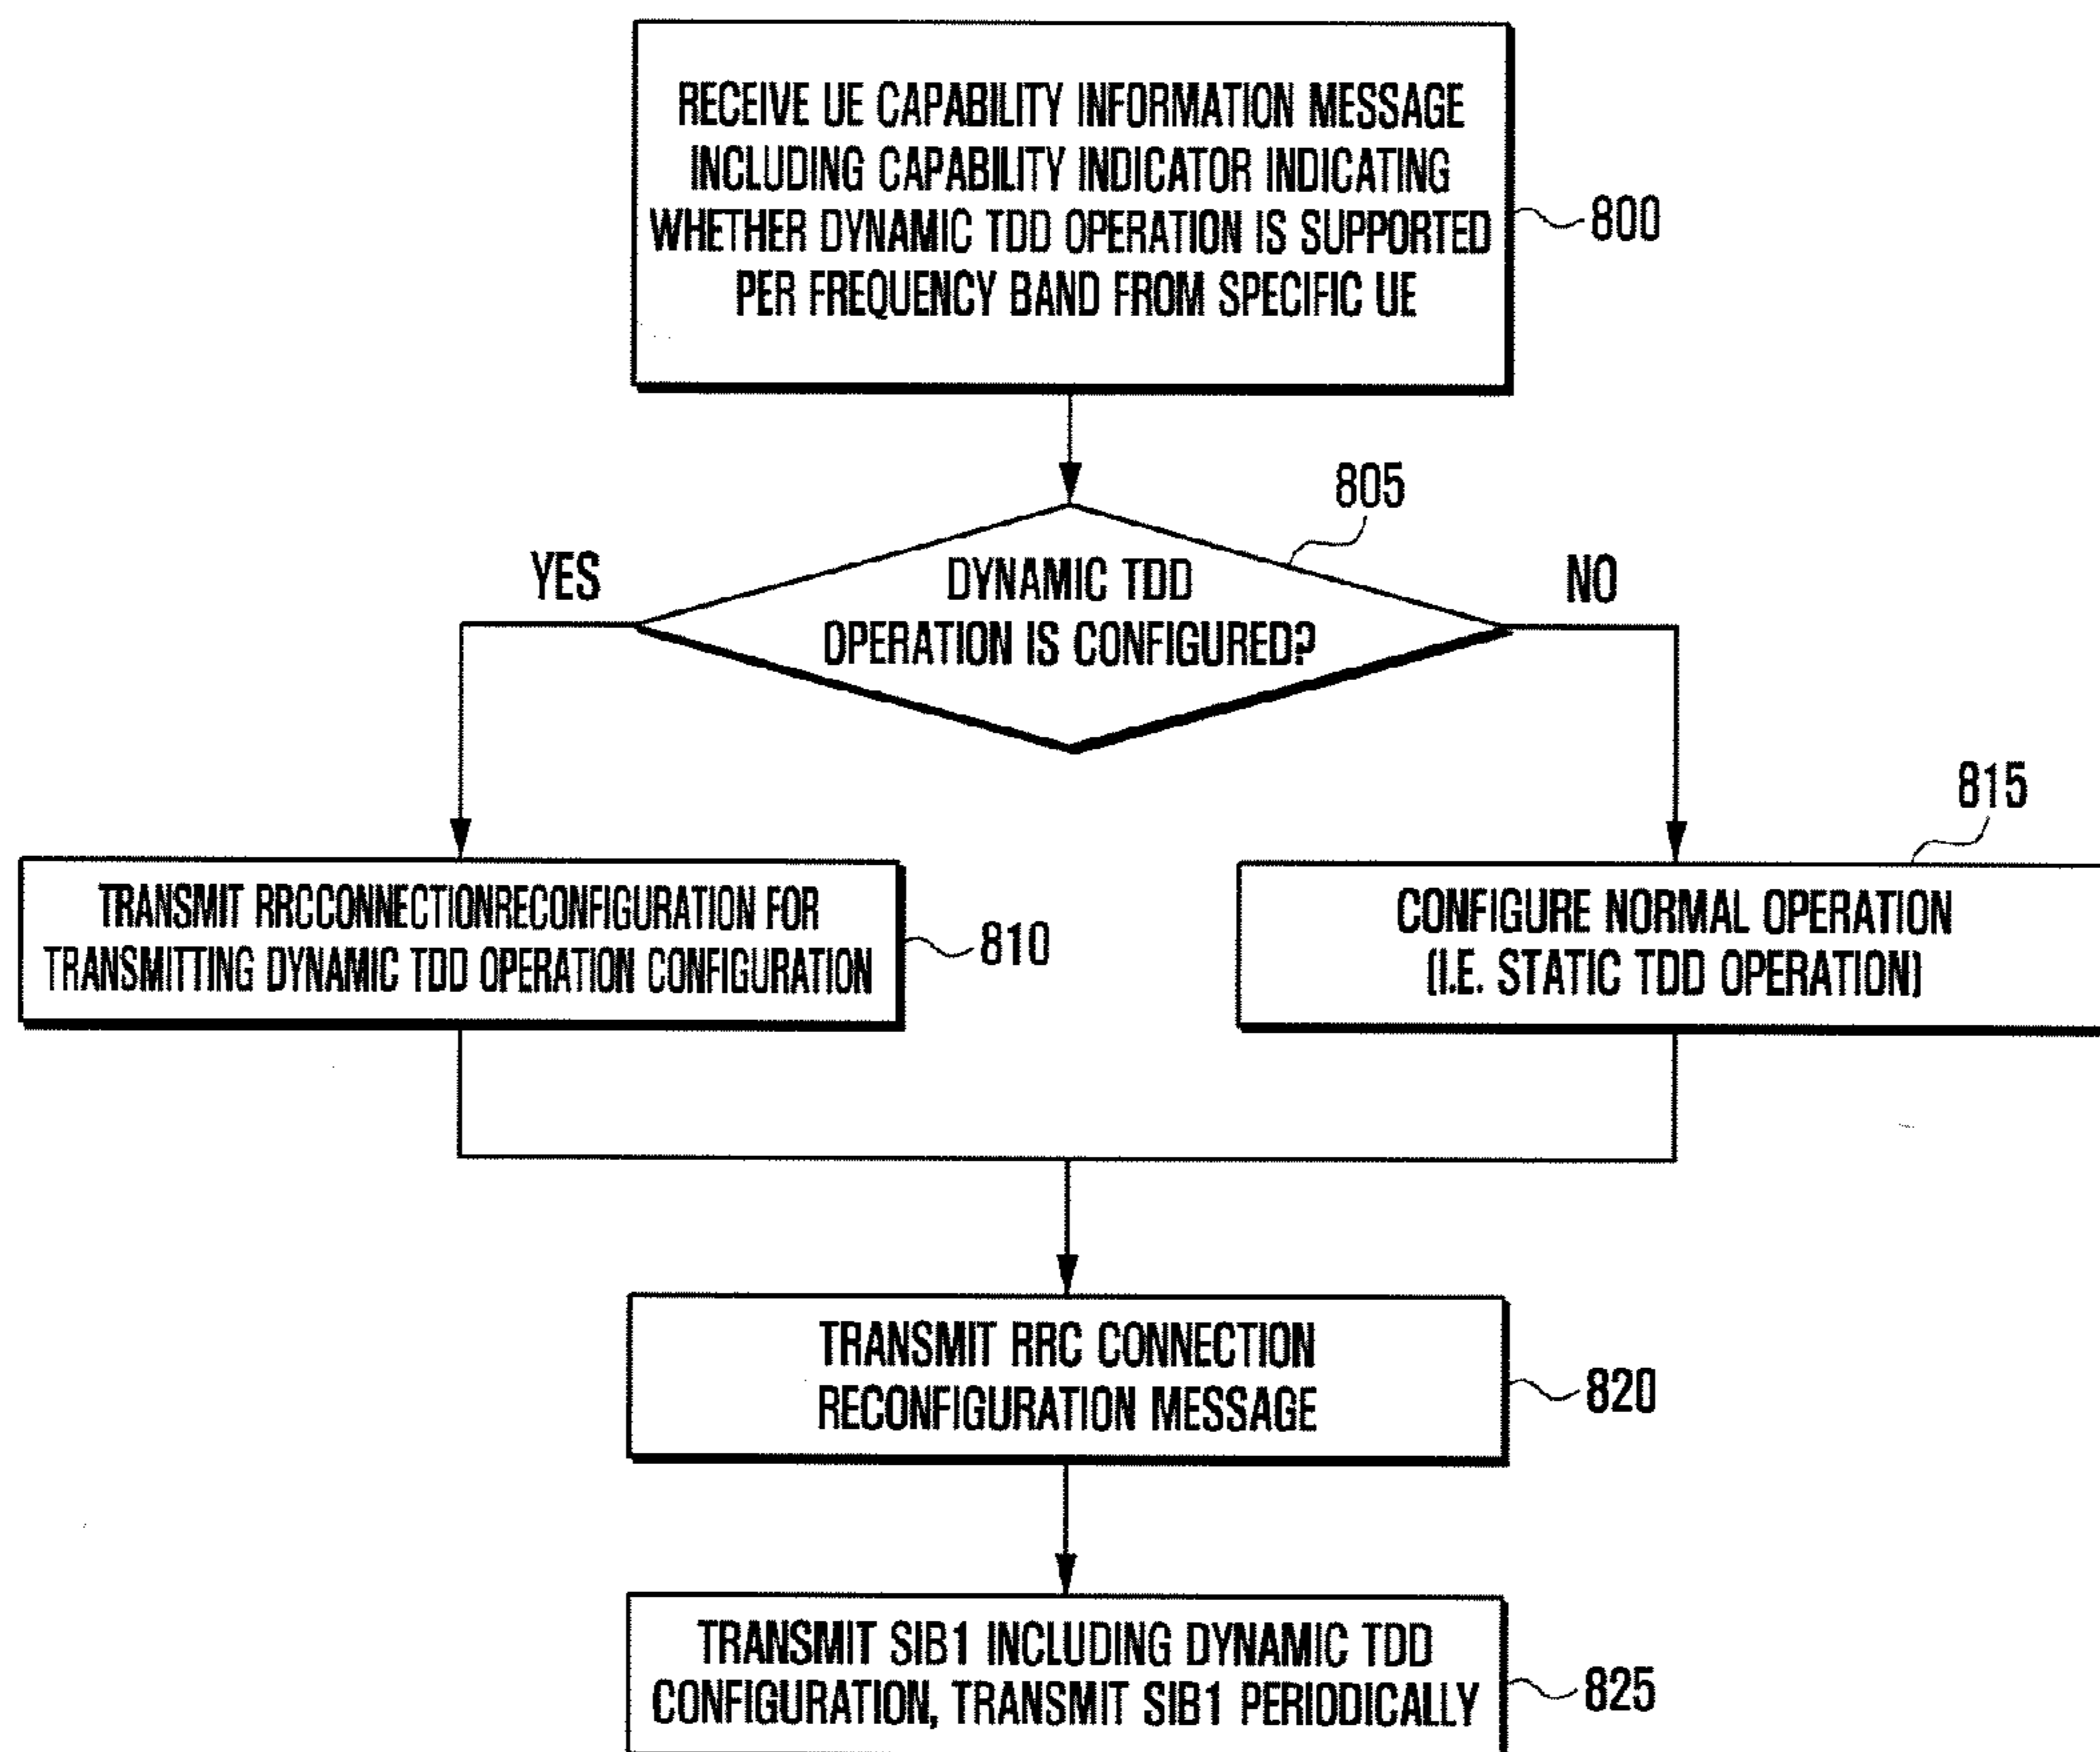 RECEIVE UE CAPABILITY INFORMATION MESSAGE
INCLUDING CAPABILITY INDICATOR INDICATING
WHETHER DYNAMIC TDD OPERATION IS SUPPORTED
PER FREQUENCY BAND FROM SPECIFIC UE
800
805
YES
DYNAMIC TDD
OPERATION IS CONFIGURED?
NO
815
TRANSMIT RRCCONNECTIONRECONFIGURATION FOR
TRANSMITTING DYNAMIC TDD OPERATION CONFIGURATION
810
CONFIGURE NORMAL OPERATION
(I.E. STATIC TDD OPERATION)
TRANSMIT RRC CONNECTION
RECONFIGURATION MESSAGE
820
TRANSMIT SIB1 INCLUDING DYNAMIC TDD
CONFIGURATION, TRANSMIT SIB1 PERIODICALLY
825